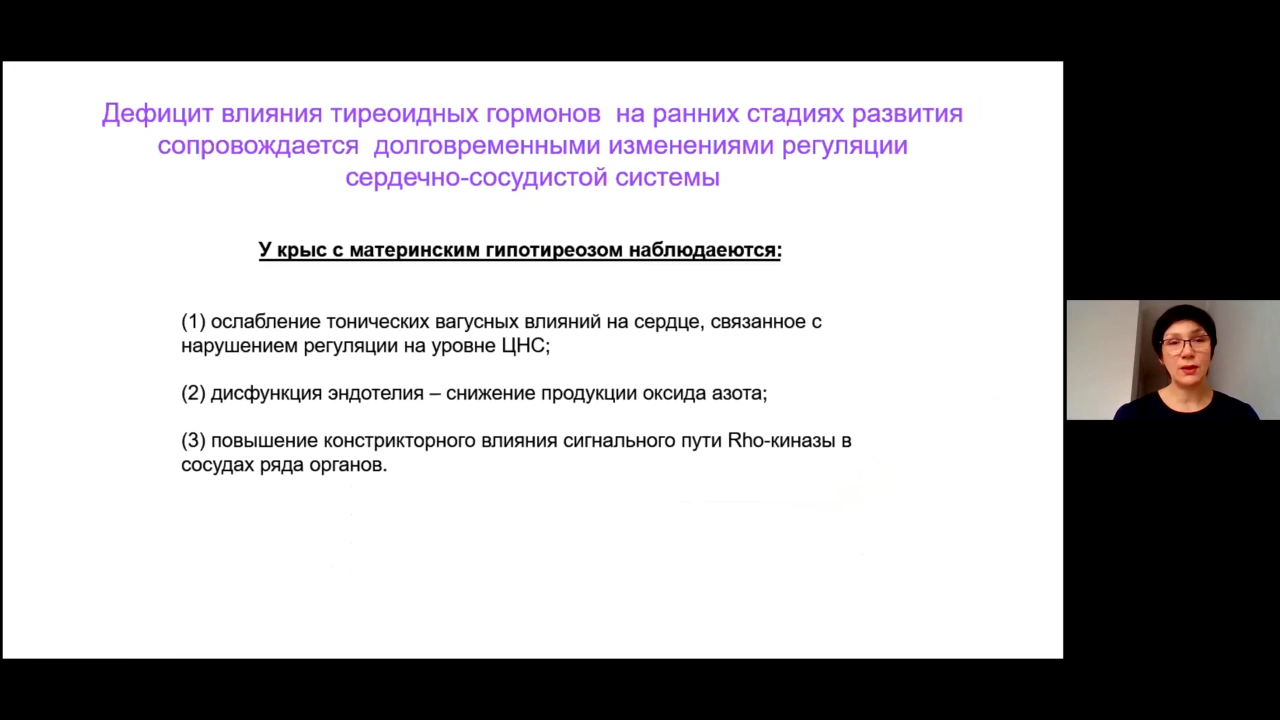 Дефицит влияния тиреоидных гормонов на ранних стадиях развития
сопровождается долговременными изменениями регуляции
сердечно-сосудистой системы
У крыс с материнским гипотиреозом наблюдаеются:
(1) ослабление тонических вагусных влияний на сердце, связанное с
нарушением регуляции на уровне ЦНС;
(2) дисфункция эндотелия – снижение продукции оксида азота;
(3) повышение констрикторного влияния сигнального пути Rho-киназы в
сосудах ряда органов.